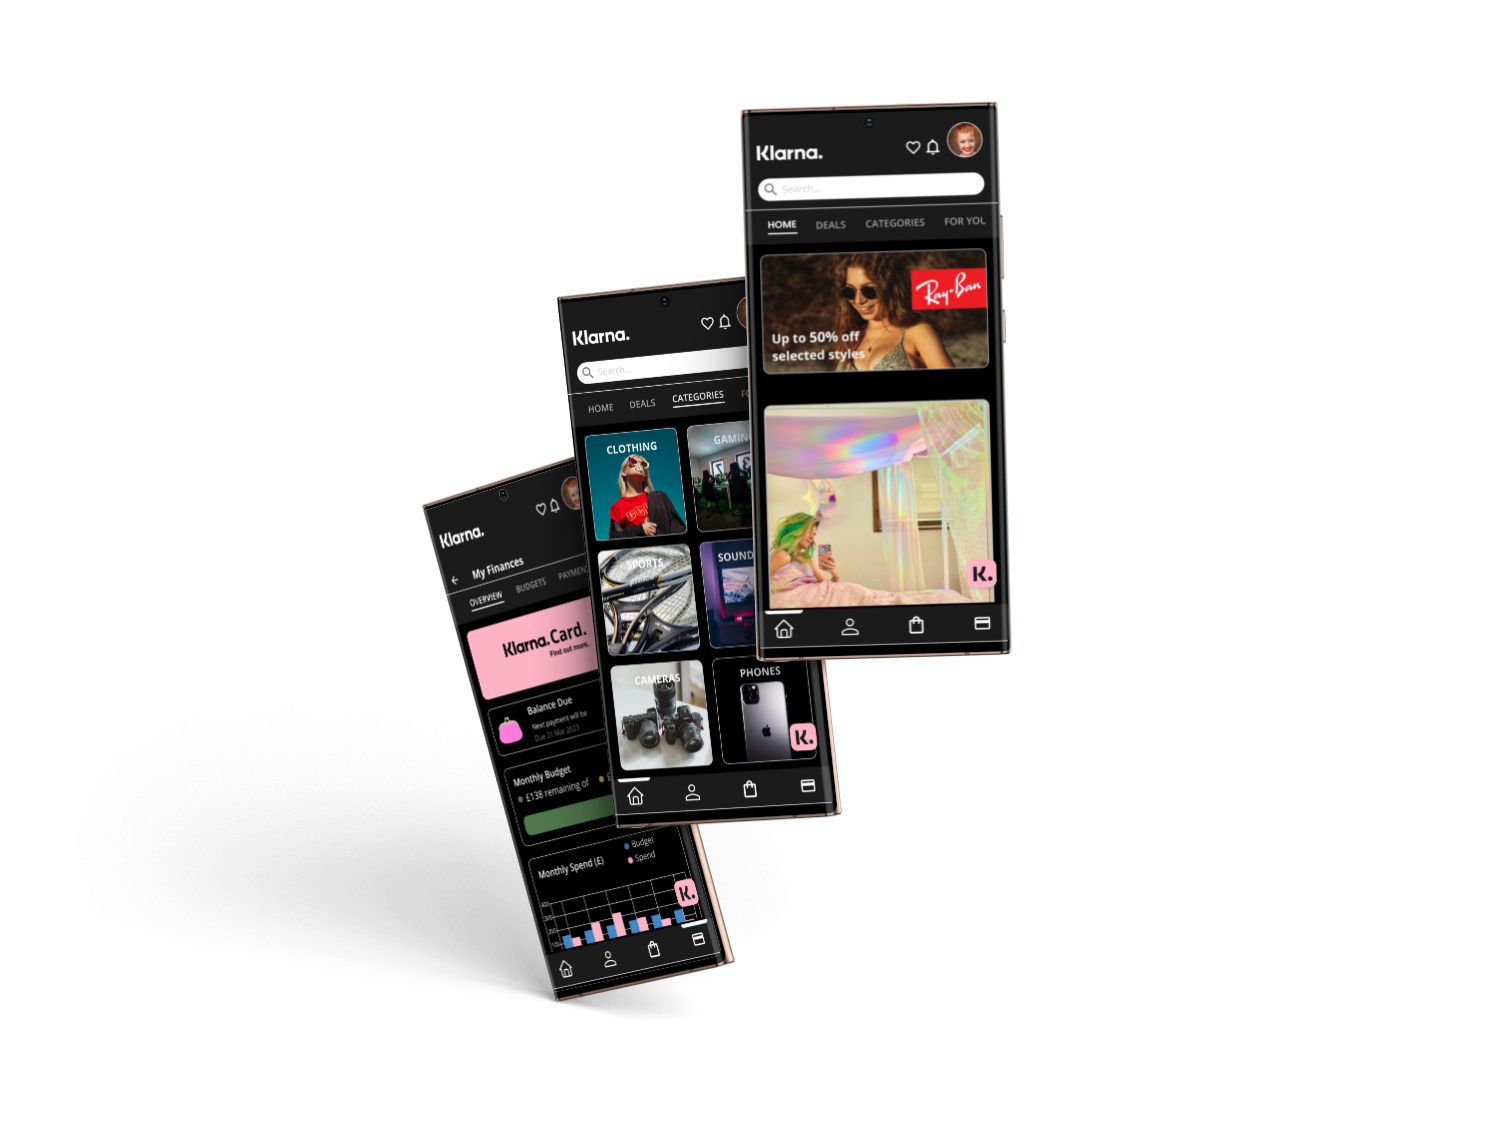 Klarna.
Search...
HOME DEALS CATEGORIES FOR YOU
Ray-Ban
Up to 50% off
selected styles
K.
Klarna.
Search...
HOME DEALS CATEGORIES
CLOTHING
GAMIN
SPORTS
SOUND
CAMERAS
PHONES
K.
Klarna.
My Finances
OVERVIEW BUDGETS PAYMEN
Klarna.Card.
Find out more.
Balance Due
Next payment will be
Due 21 Mar 2023
Monthly Budget
£138 remaining of £
Monthly Spend (£)
Budget
Spend
K.